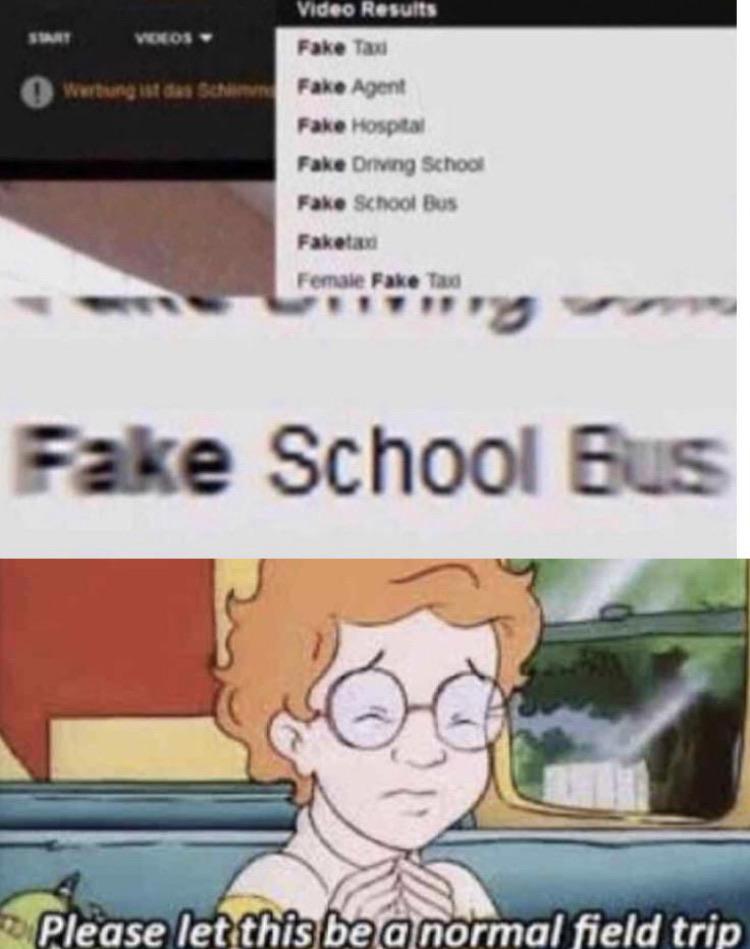 Video Results
START VIDEOS
Fake Taxi
Werbung ist das Schlimms
Fake Agent
Fake Hospital
Fake Driving School
Fake School Bus
Faketaxi
Female Fake Taxi
Fake School Bus
Please let this be a normal field trip